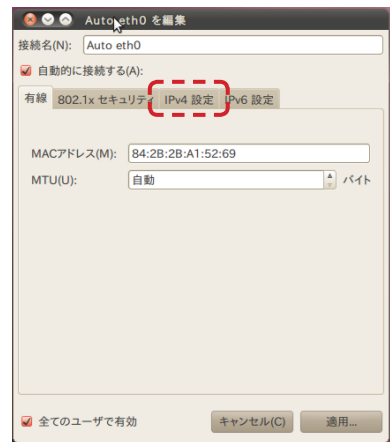 Auto eth0 を編集
接続名(N): Auto eth0
自動的に接続する(A):
有線 802.1x セキュリティ IPv4 設定 IPv6 設定
MACアドレス(M): 84:2B:2B:A1:52:69
MTU(U): 自動 バイト
全てのユーザで有効 キャンセル(C) 適用...